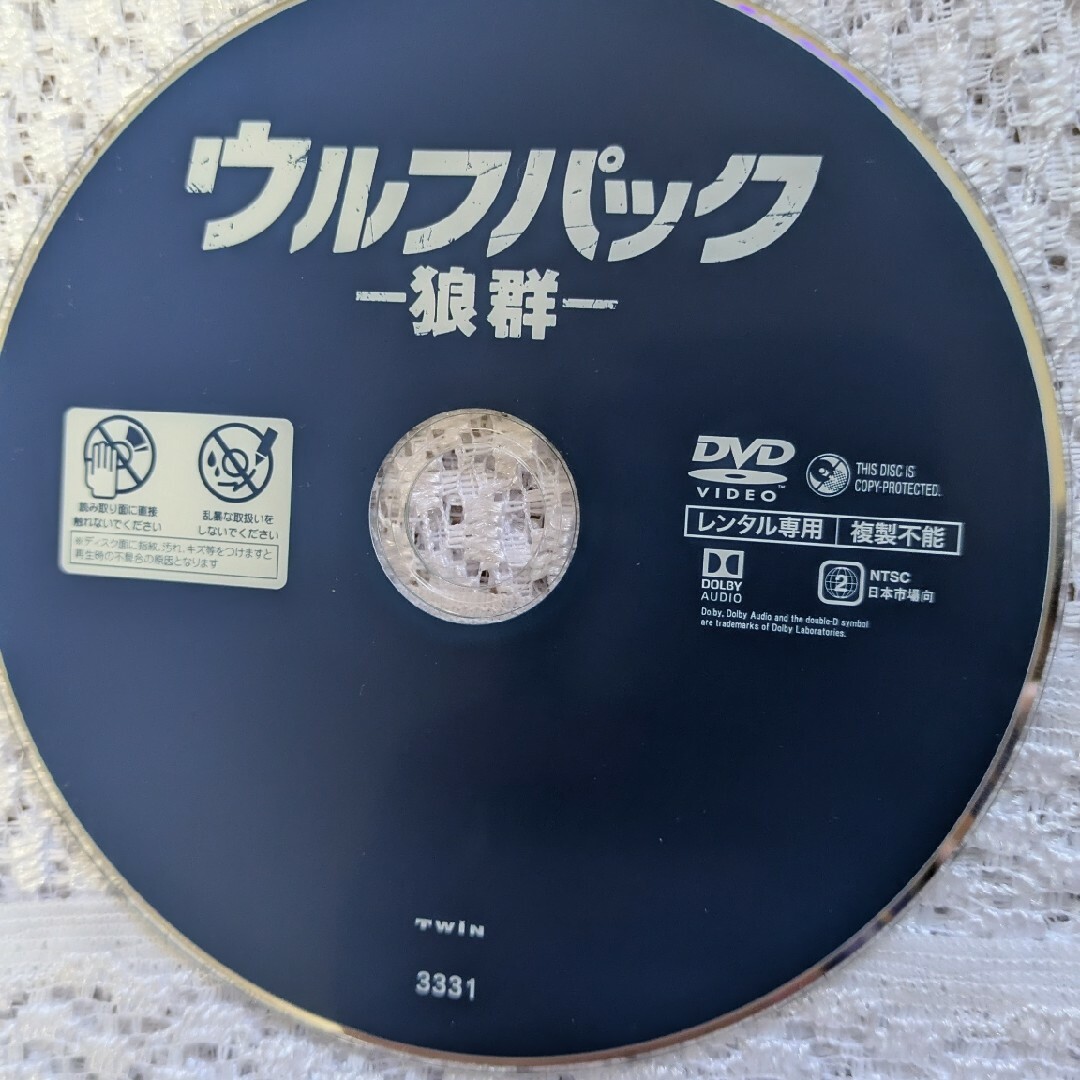 ウルフパック
－狼群－
読み取り面に直接
触れないでください
乱暴な取扱いを
しないでください
※ディスク面に指紋、汚れ、キズ等をつけますと
再生時の不具合の原因となります
DVD
VIDEO™
THIS DISC IS
COPY-PROTECTED.
レンタル専用 複製不能
DOLBY
AUDIO
2
NTSC
日本市場向
Dolby, Dolby Audio and the double-D symbol
are trademarks of Dolby Laboratories.
TWIN
3331